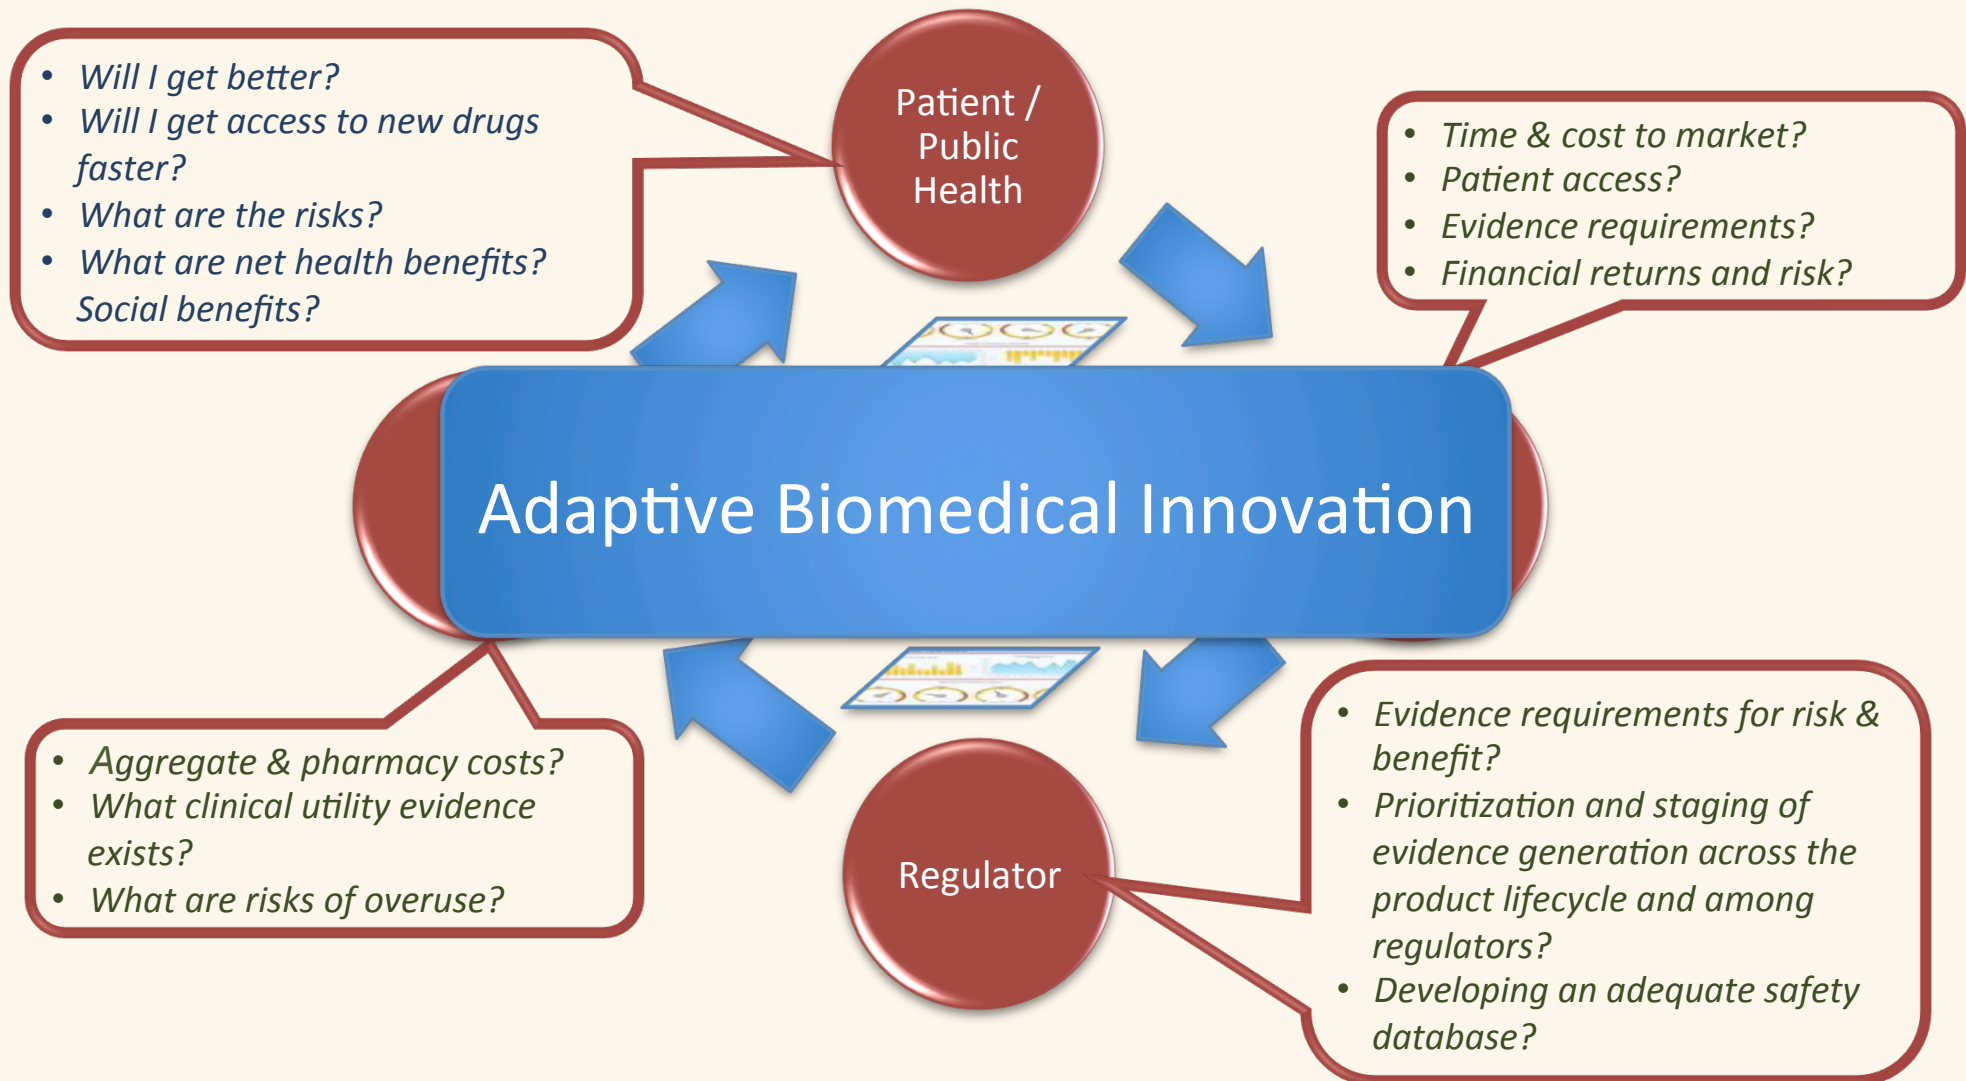 • Will I get better?
• Will I get access to new drugs
faster?
• What are the risks?
• What are net health benefits?
Social benefits?
Patient /
Public
Health
• Time & cost to market?
• Patient access?
• Evidence requirements?
• Financial returns and risk?
Adaptive Biomedical Innovation
• Aggregate & pharmacy costs?
• What clinical utility evidence
exists?
• What are risks of overuse?
Regulator
• Evidence requirements for risk &
benefit?
• Prioritization and staging of
evidence generation across the
product lifecycle and among
regulators?
• Developing an adequate safety
database?